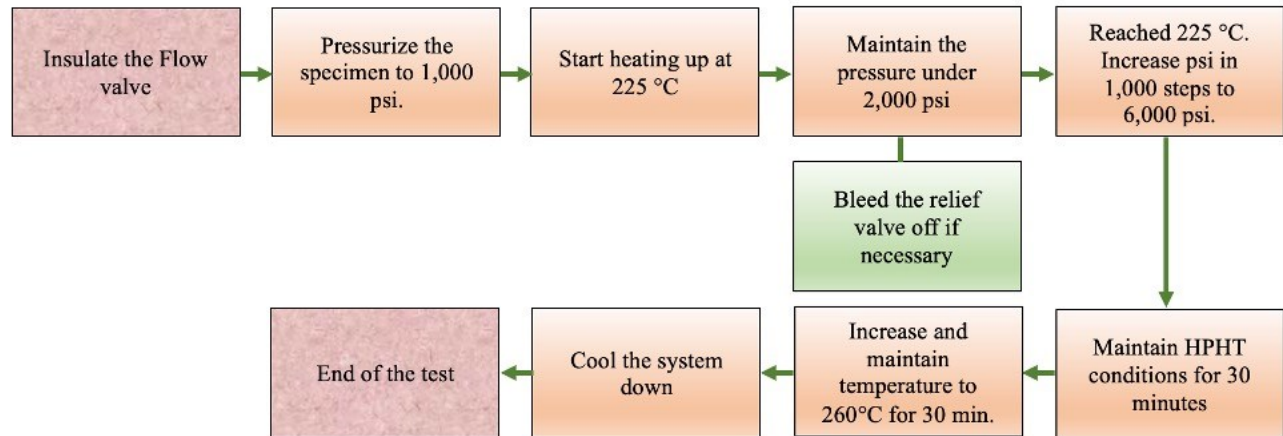 Insulate the Flow
valve
Pressurize the
specimen to 1,000
psi.
Start heating up at
225 °C
Maintain the
pressure under
2,000 psi
Reached 225 °C.
Increase psi in
1,000 steps to
6,000 psi.
Bleed the relief
valve off if
necessary
Maintain HPHT
conditions for 30
minutes
Increase and
maintain
temperature to
260°C for 30 min.
Cool the system
down
End of the test